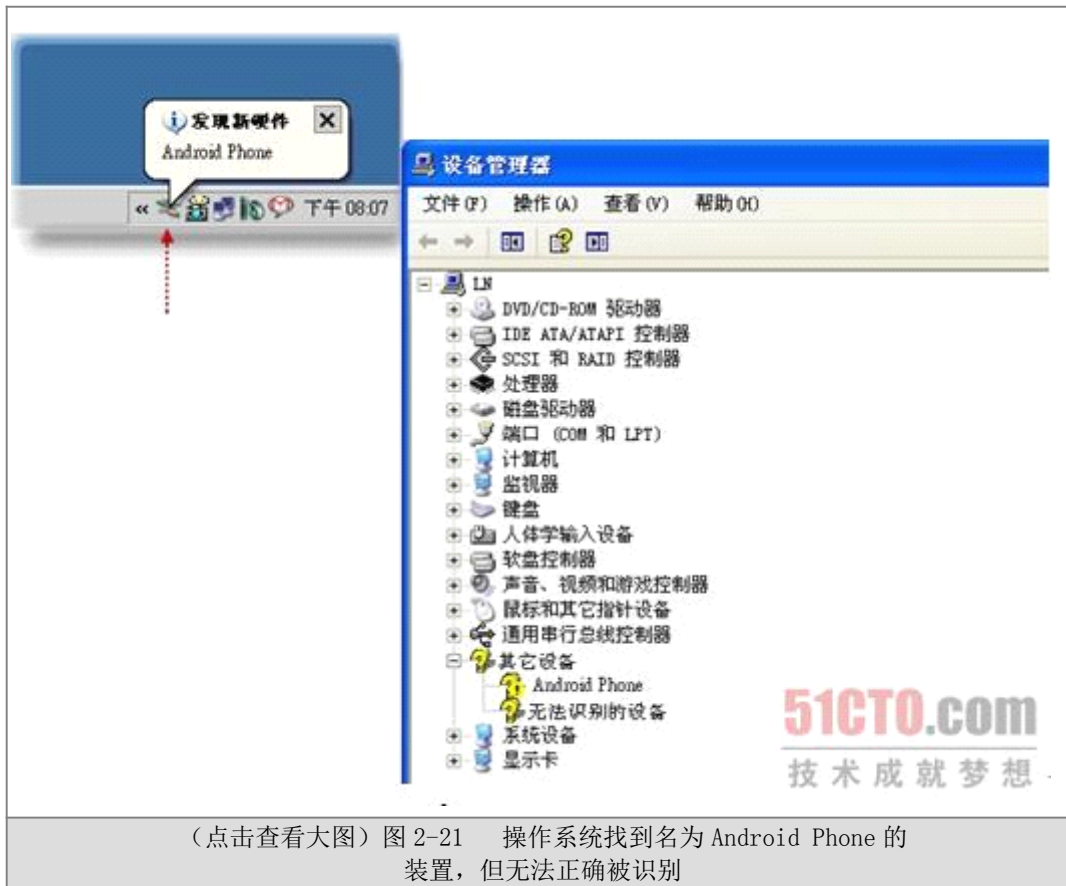 发现新硬件
Android Phone
« 下午 08:07
设备管理器
文件(F) 操作(A) 查看(V) 帮助(H)
LN
DVD/CD-ROM 驱动器
IDE ATA/ATAPI 控制器
SCSI 和 RAID 控制器
处理器
磁盘驱动器
端口 (COM 和 LPT)
计算机
监视器
键盘
人体学输入设备
软盘控制器
声音、视频和游戏控制器
鼠标和其它指针设备
通用串行总线控制器
其它设备
Android Phone
无法识别的设备
系统设备
显示卡
51CTO.com
技术成就梦想
（点击查看大图）图 2-21 操作系统找到名为 Android Phone 的
装置，但无法正确被识别